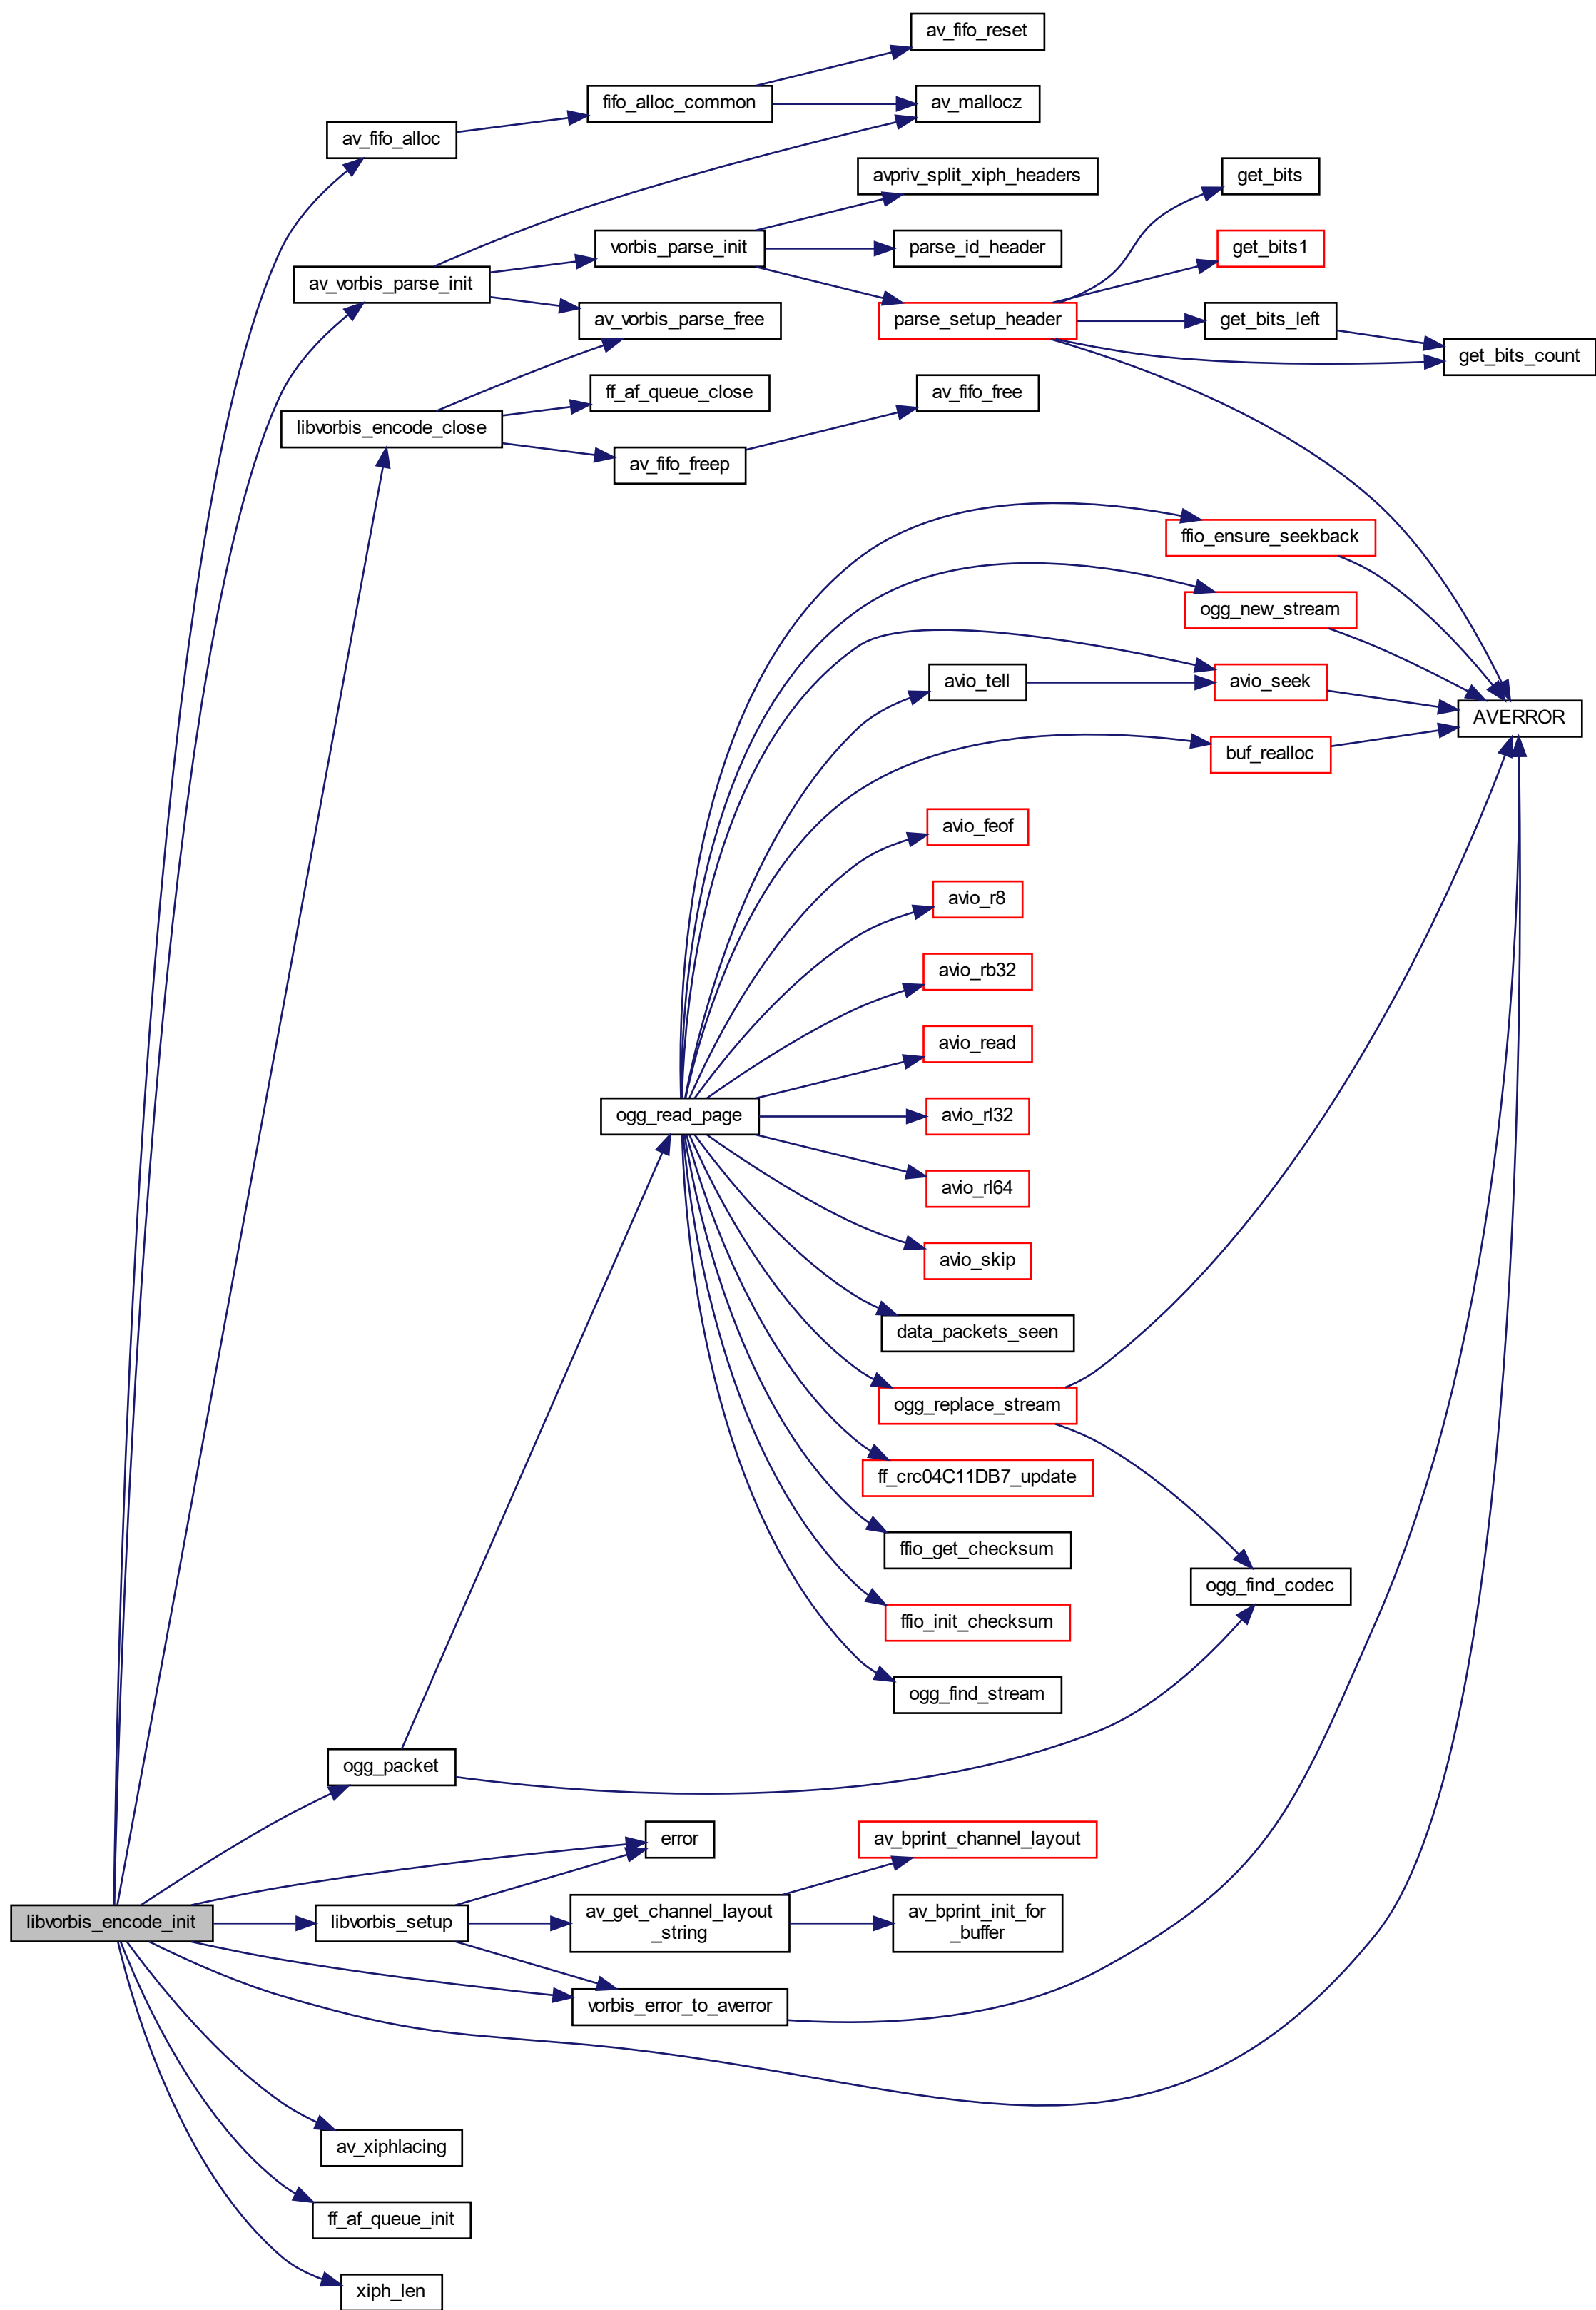 av_fifo_reset
fifo_alloc_common
av_mallocz
av_fifo_alloc
avpriv_split_xiph_headers
get_bits
vorbis_parse_init
parse_id_header
get_bits1
av_vorbis_parse_init
av_vorbis_parse_free
parse_setup_header
get_bits_left
get_bits_count
ff_af_queue_close
av_fifo_free
libvorbis_encode_close
av_fifo_freep
ffio_ensure_seekback
ogg_new_stream
avio_tell
avio_seek
AVERROR
buf_realloc
avio_feof
avio_r8
avio_rb32
avio_read
ogg_read_page
avio_rl32
avio_rl64
avio_skip
data_packets_seen
ogg_replace_stream
ff_crc04C11DB7_update
ffio_get_checksum
ogg_find_codec
ffio_init_checksum
ogg_find_stream
ogg_packet
error
av_bprint_channel_layout
libvorbis_encode_init
libvorbis_setup
av_get_channel_layout
_string
av_bprint_init_for
_buffer
vorbis_error_to_averror
av_xiphlacing
ff_af_queue_init
xiph_len